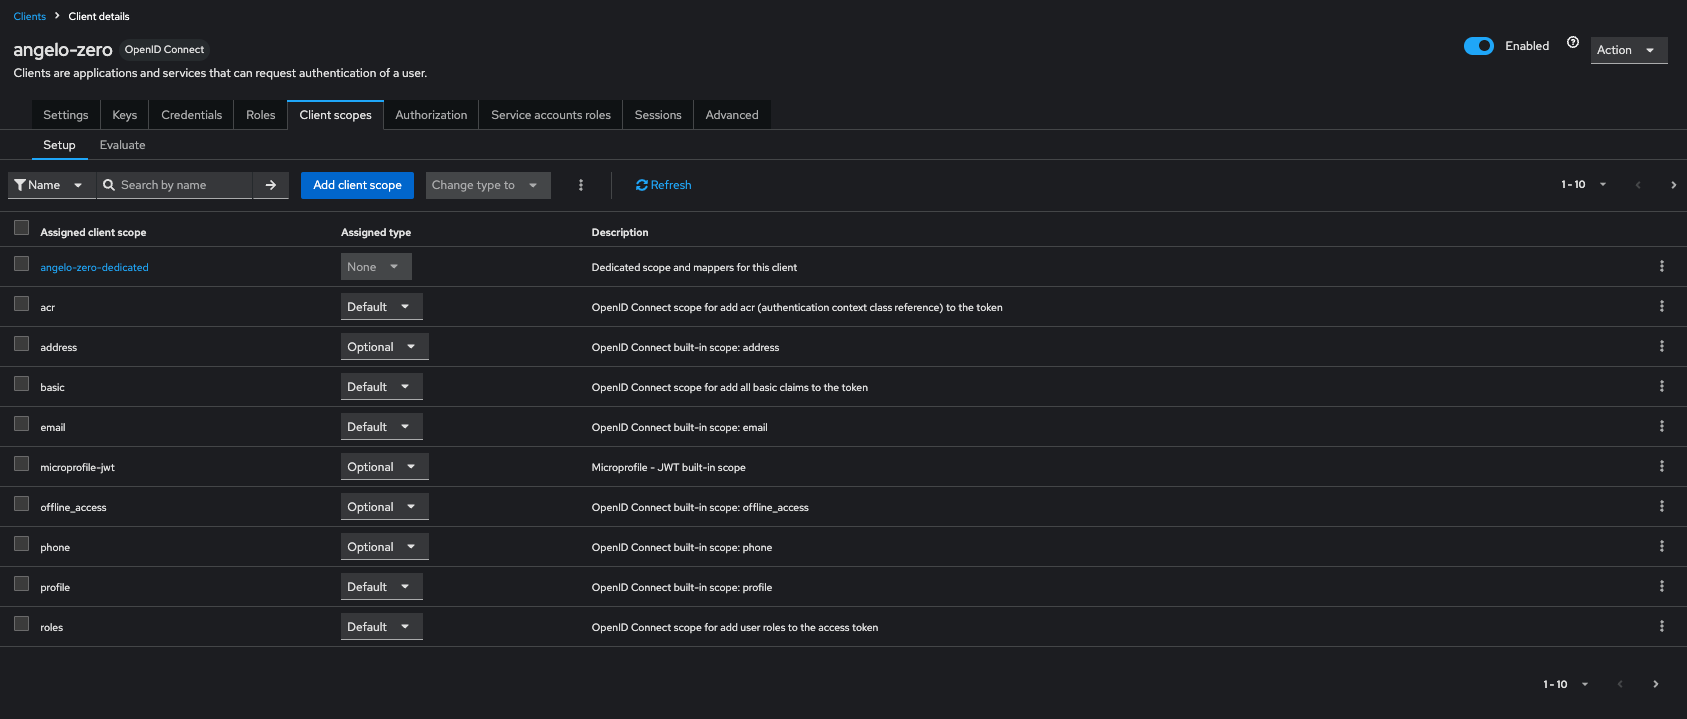 Clients > Client details
angelo-zero OpenID Connect
Enabled
Action
Clients are applications and services that can request authentication of a user.
Settings Keys Credentials Roles Client scopes Authorization Service accounts roles Sessions Advanced
Setup Evaluate
Name Search by name Add client scope Change type to Refresh 1 - 10
Assigned client scope Assigned type Description
angelo-zero-dedicated None Dedicated scope and mappers for this client
acr Default OpenID Connect scope for add acr (authentication context class reference) to the token
address Optional OpenID Connect built-in scope: address
basic Default OpenID Connect scope for add all basic claims to the token
email Default OpenID Connect built-in scope: email
microprofile-jwt Optional Microprofile - JWT built-in scope
offline_access Optional OpenID Connect built-in scope: offline_access
phone Optional OpenID Connect built-in scope: phone
profile Default OpenID Connect built-in scope: profile
roles Default OpenID Connect scope for add user roles to the access token
1 - 10